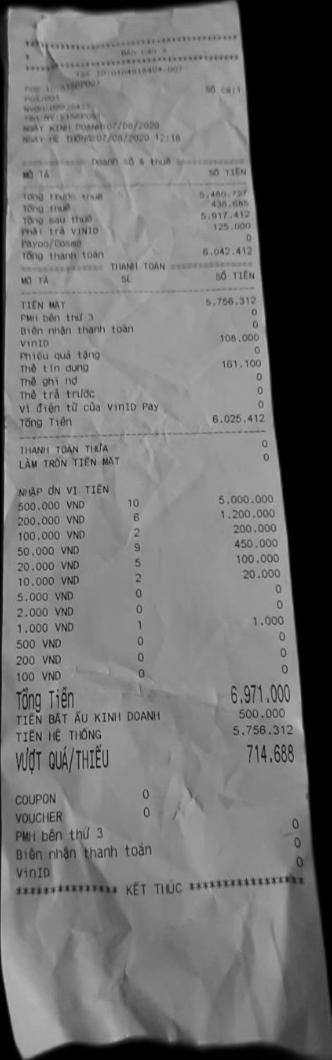 Báo cáo X
TAX ID:0104918404-007
SỐ CA:1
NGÀY KINH DOANH:07/08/2020
NGÀY HỆ THỐNG:07/08/2020 12:18
Doanh số & thuế
MÔ TẢ SỐ TIỀN
Tổng trước thuế 5.480.727
Tổng thuế 436.685
Tổng sau thuế 5.917.412
Phải trả VINID 125.000
Payoo/Cosmo 0
Tổng thanh toán 6.042.412
THANH TOÁN
MÔ TẢ SL SỐ TIỀN
TIỀN MẶT 5.756.312
PMH bên thứ 3 0
Biên nhận thanh toán 0
VinID 108.000
Phiếu quà tặng 0
Thẻ tín dụng 161.100
Thẻ ghi nợ 0
Thẻ trả trước 0
Ví điện tử của VinID Pay 0
Tổng Tiền 6.025.412
THANH TOÁN THỪA 0
LÀM TRÒN TIỀN MẶT 0
NHẬP ƠN VỊ TIỀN
500.000 VND 10 5.000.000
200.000 VND 6 1.200.000
100.000 VND 2 200.000
50.000 VND 9 450.000
20.000 VND 5 100.000
10.000 VND 2 20.000
5.000 VND 0 0
2.000 VND 0 0
1.000 VND 1 1.000
500 VND 0 0
200 VND 0 0
100 VND 0 0
Tổng Tiền 6,971,000
TIỀN BẮT ẦU KINH DOANH 500.000
TIỀN HỆ THỐNG 5.756.312
VƯỢT QUÁ/THIẾU 714,688
COUPON 0
VOUCHER 0
PMH bên thứ 3 0
Biên nhận thanh toán 0
VinID 0
**************** KẾT THÚC ******************